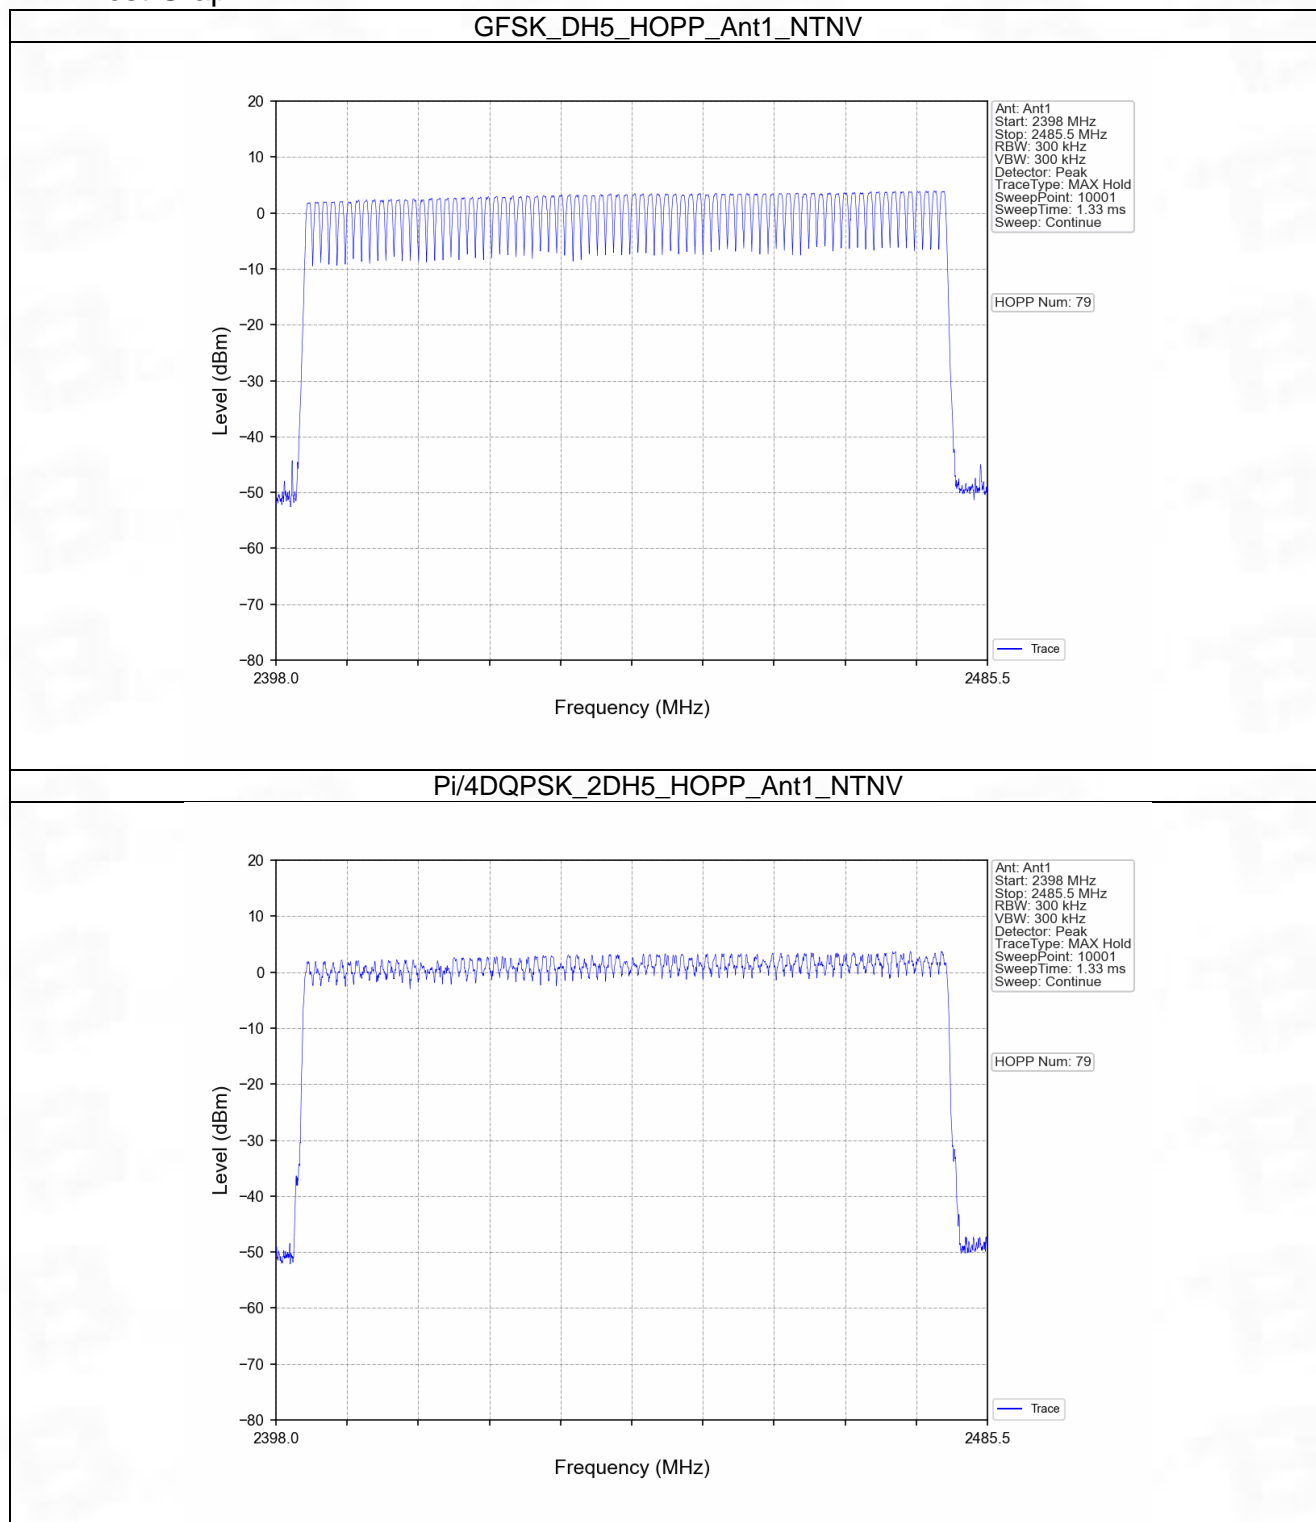 GFSK_DH5_HOPP_Ant1_NTNV
20
10
0
−10
−20
−30
−40
−50
−60
−70
−80
Level (dBm)
2398.0
2485.5
Frequency (MHz)
Ant: Ant1
Start: 2398 MHz
Stop: 2485.5 MHz
RBW: 300 kHz
VBW: 300 kHz
Detector: Peak
TraceType: MAX Hold
SweepPoint: 10001
SweepTime: 1.33 ms
Sweep: Continue
HOPP Num: 79
Trace
Pi/4DQPSK_2DH5_HOPP_Ant1_NTNV
20
10
0
−10
−20
−30
−40
−50
−60
−70
−80
Level (dBm)
2398.0
2485.5
Frequency (MHz)
Ant: Ant1
Start: 2398 MHz
Stop: 2485.5 MHz
RBW: 300 kHz
VBW: 300 kHz
Detector: Peak
TraceType: MAX Hold
SweepPoint: 10001
SweepTime: 1.33 ms
Sweep: Continue
HOPP Num: 79
Trace